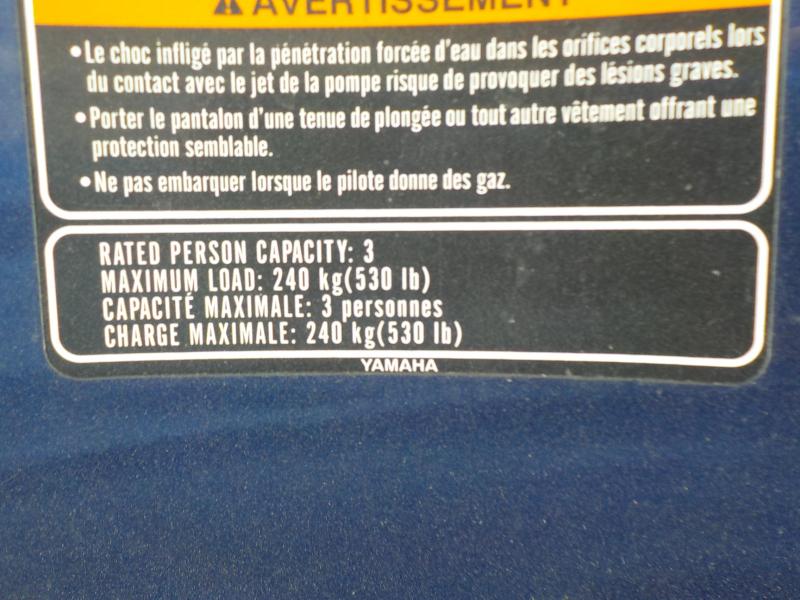 AVERTISSEMENT
•Le choc infligé par la pénétration forcée d'eau dans les orifices corporels lors
du contact avec le jet de la pompe risque de provoquer des lésions graves.
•Porter le pantalon d'une tenue de plongée ou tout autre vêtement offrant une
protection semblable.
•Ne pas embarquer lorsque le pilote donne des gaz.
RATED PERSON CAPACITY: 3
MAXIMUM LOAD: 240 kg(530 lb)
CAPACITÉ MAXIMALE: 3 personnes
CHARGE MAXIMALE: 240 kg(530 lb)
YAMAHA